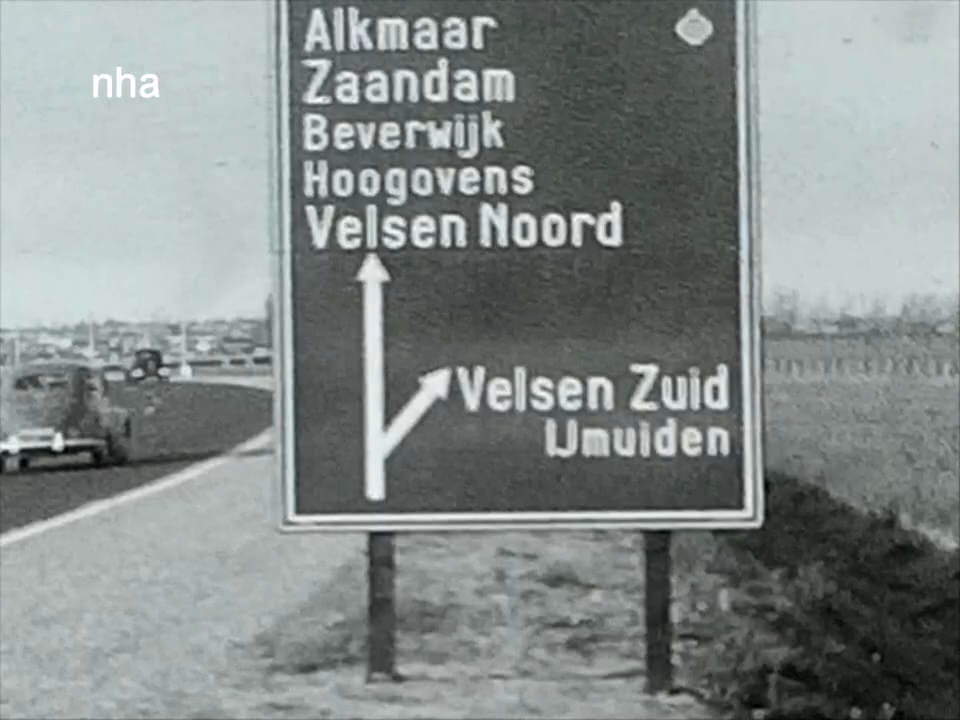 nha
Alkmaar
Zaandam
Beverwijk
Hoogovens
Velsen Noord
Velsen Zuid
IJmuiden